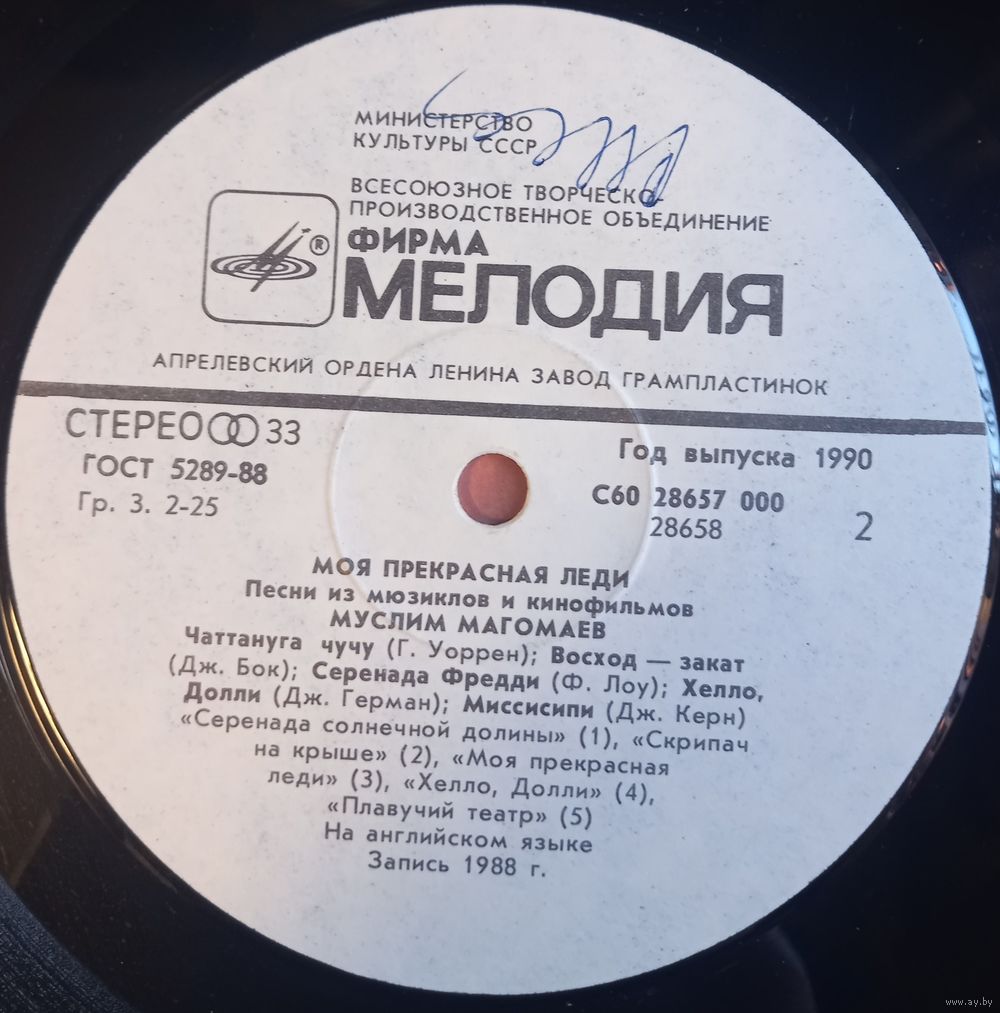 МИНИСТЕРСТВО
КУЛЬТУРЫ СССР
ВСЕСОЮЗНОЕ ТВОРЧЕСКО-
ПРОИЗВОДСТВЕННОЕ ОБЪЕДИНЕНИЕ
®
ФИРМА
МЕЛОДИЯ
АПРЕЛЕВСКИЙ ОРДЕНА ЛЕНИНА ЗАВОД ГРАМПЛАСТИНОК
СТЕРЕО 33
ГОСТ 5289-88
Гр. 3. 2-25
Год выпуска 1990
С60 28657 000
28658
2
МОЯ ПРЕКРАСНАЯ ЛЕДИ
Песни из мюзиклов и кинофильмов
МУСЛИМ МАГОМАЕВ
Чаттануга чучу (Г. Уоррен); Восход — закат
(Дж. Бок); Серенада Фредди (Ф. Лоу); Хелло,
Долли (Дж. Герман); Миссисипи (Дж. Керн)
«Серенада солнечной долины» (1), «Скрипач
на крыше» (2), «Моя прекрасная
леди» (3), «Хелло, Долли» (4),
«Плавучий театр» (5)
На английском языке
Запись 1988 г.
www.ay.by